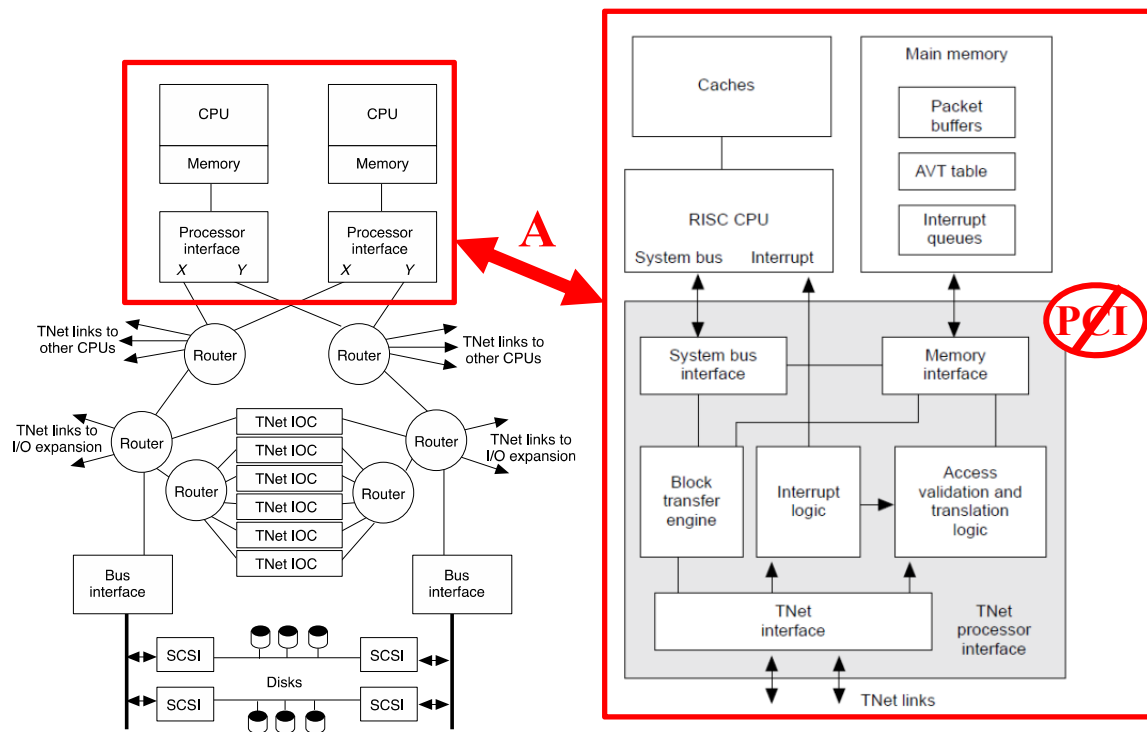 CPU
Memory
Processor
interface
X Y
CPU
Memory
Processor
interface
X Y
TNet links to
other CPUs
Router
Router
TNet links to
other CPUs
TNet links to
I/O expansion
Router
Router
TNet IOC
TNet IOC
TNet IOC
TNet IOC
TNet IOC
TNet IOC
Router
Router
TNet links to
I/O expansion
Bus
interface
Bus
interface
SCSI
SCSI
Disks
SCSI
SCSI
A
Caches
Main memory
Packet
buffers
AVT table
Interrupt
queues
RISC CPU
System bus Interrupt
PCI
System bus
interface
Memory
interface
Block
transfer
engine
Interrupt
logic
Access
validation and
translation
logic
TNet
interface
TNet
processor
interface
TNet links